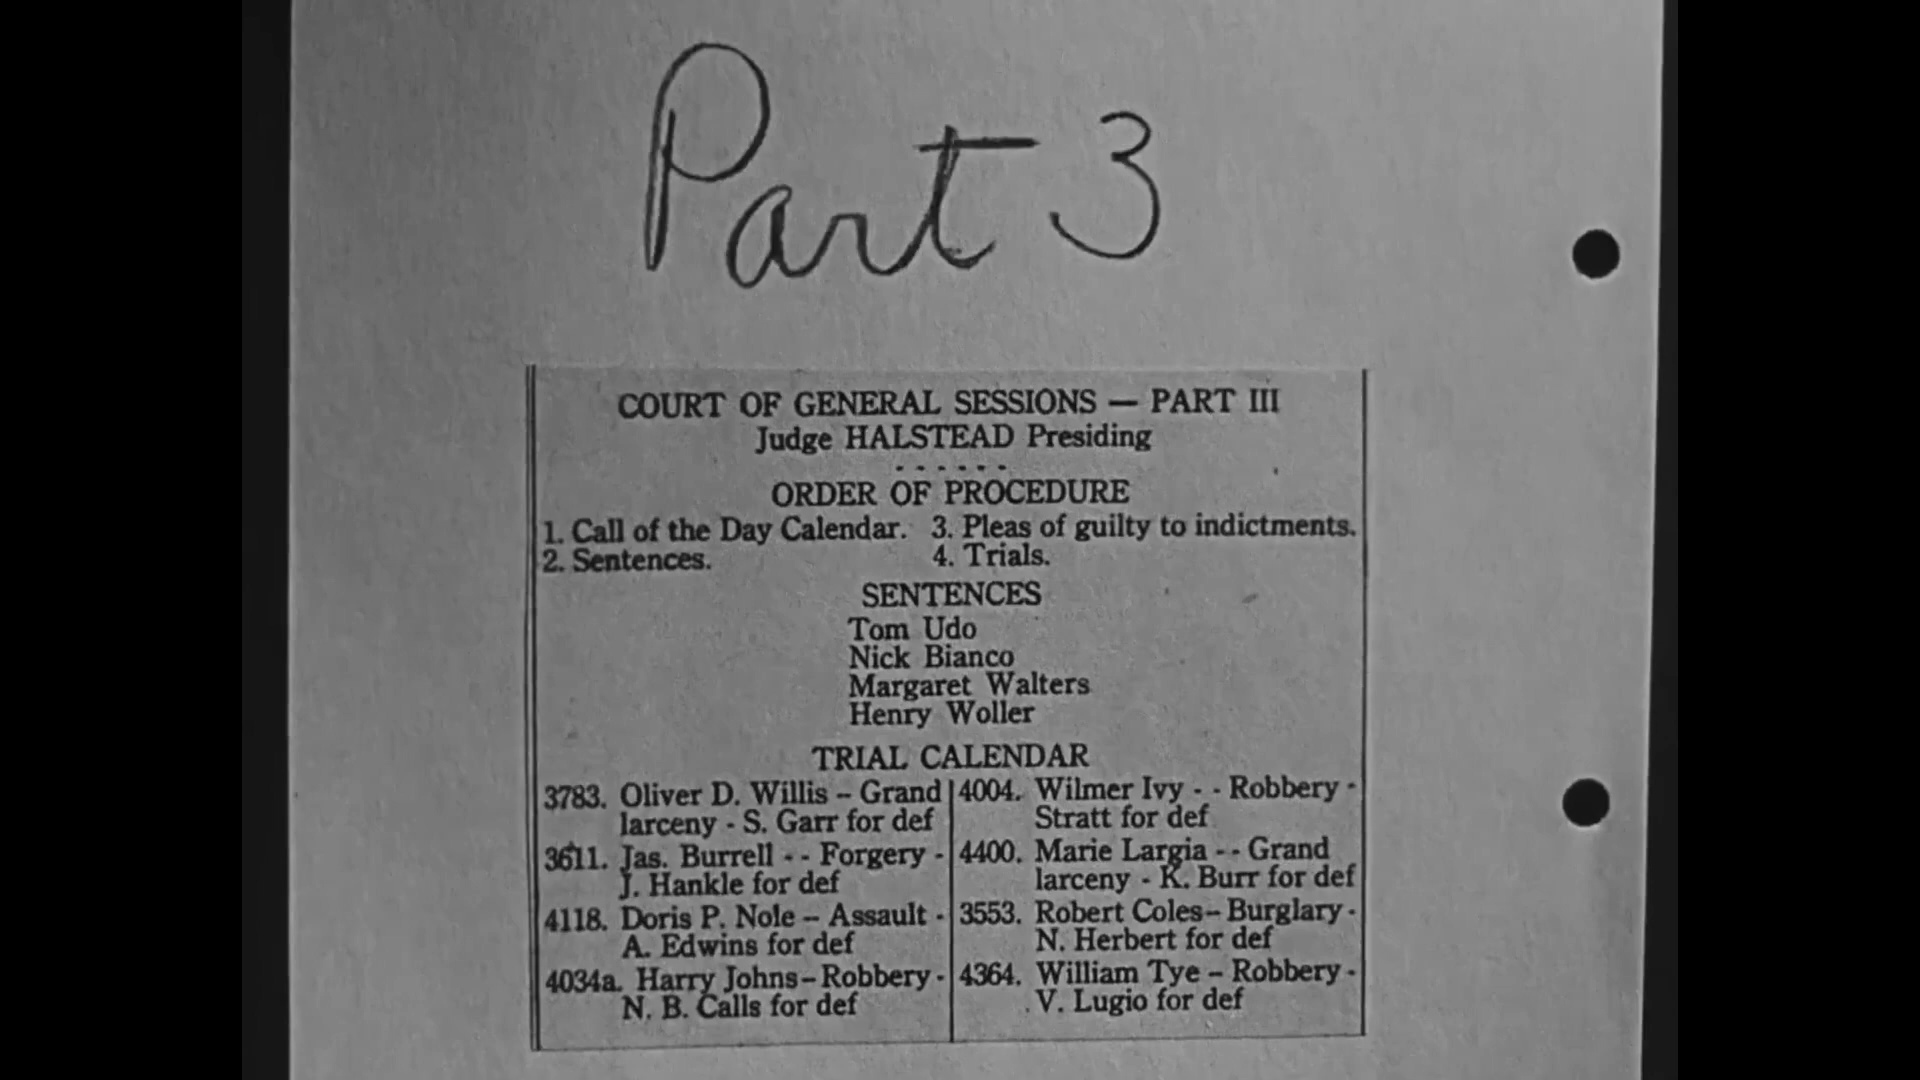 Part 3
COURT OF GENERAL SESSIONS — PART III
Judge HALSTEAD Presiding
......
ORDER OF PROCEDURE
1. Call of the Day Calendar. 3. Pleas of guilty to indictments.
2. Sentences. 4. Trials.
SENTENCES
Tom Udo
Nick Bianco
Margaret Walters
Henry Woller
TRIAL CALENDAR
3783. Oliver D. Willis – Grand
larceny - S. Garr for def
3611. Jas. Burrell - - Forgery -
J. Hankle for def
4118. Doris P. Nole – Assault -
A. Edwins for def
4034a. Harry Johns – Robbery -
N. B. Calls for def
4004. Wilmer Ivy - - Robbery -
Stratt for def
4400. Marie Largia - - Grand
larceny - K. Burr for def
3553. Robert Coles – Burglary -
N. Herbert for def
4364. William Tye – Robbery -
V. Lugio for def